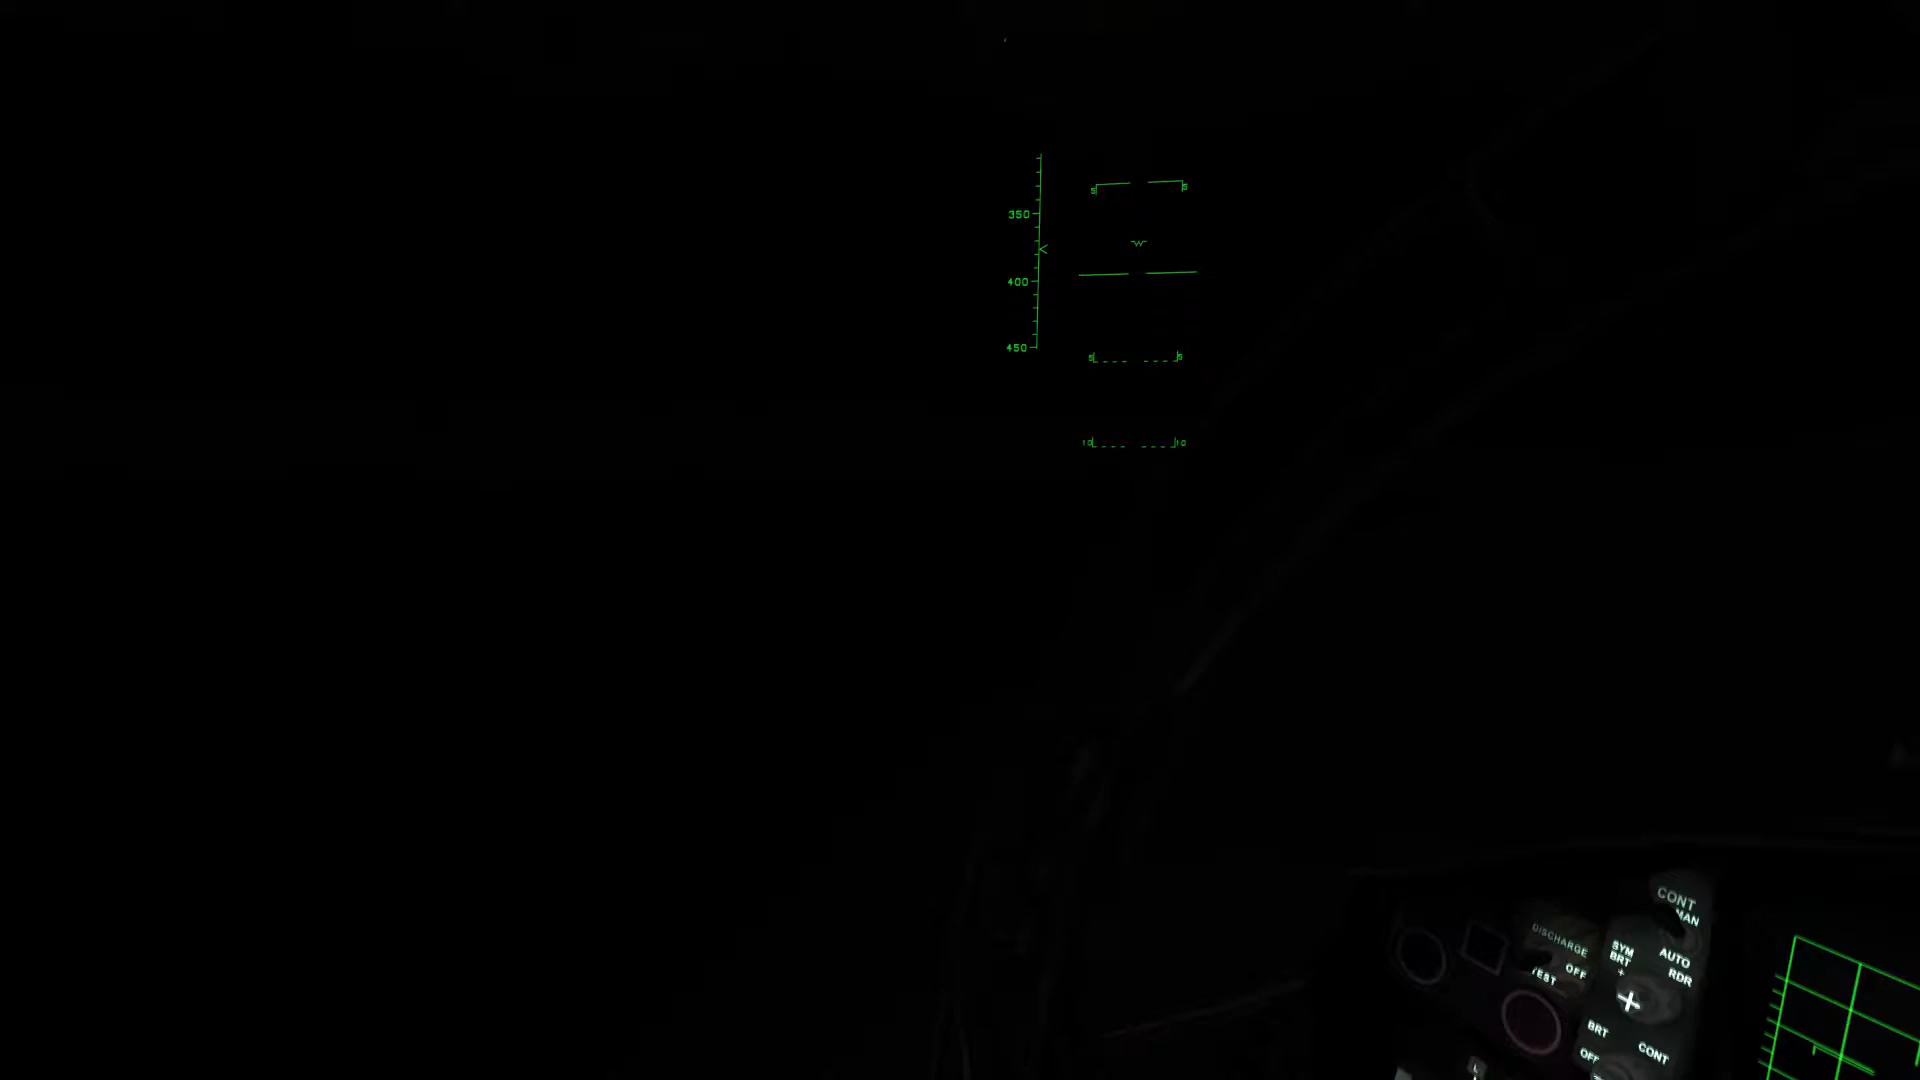 5 5
350
400
450
5 5
10 10
CONT
MAN
DISCHARGE
OFF
TEST
SYM
BRT
AUTO
RDR
BRT
CONT
OFF
L